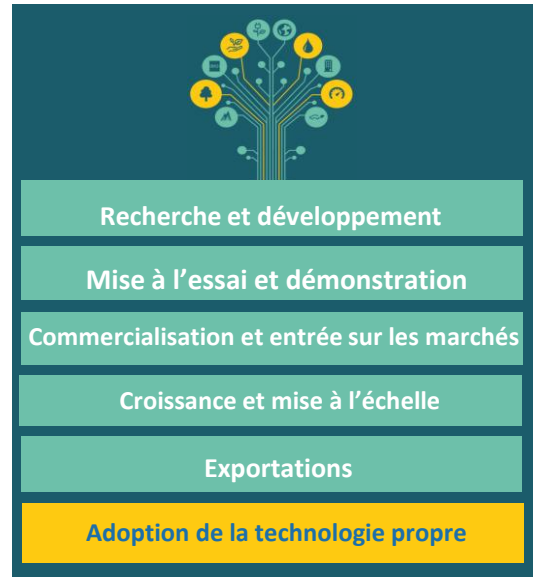 Recherche et développement
Mise à l’essai et démonstration
Commercialisation et entrée sur les marchés
Croissance et mise à l’échelle
Exportations
Adoption de la technologie propre